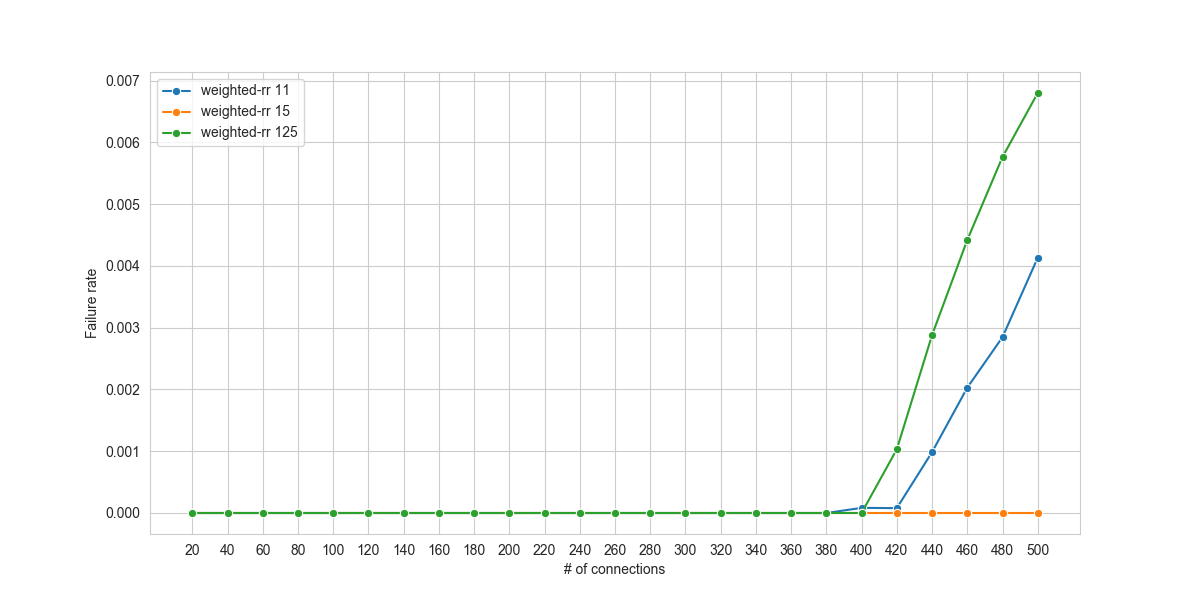 weighted-rr 11
weighted-rr 15
weighted-rr 125
Failure rate
0.007
0.006
0.005
0.004
0.003
0.002
0.001
0.000
20 40 60 80 100 120 140 160 180 200 220 240 260 280 300 320 340 360 380 400 420 440 460 480 500
# of connections